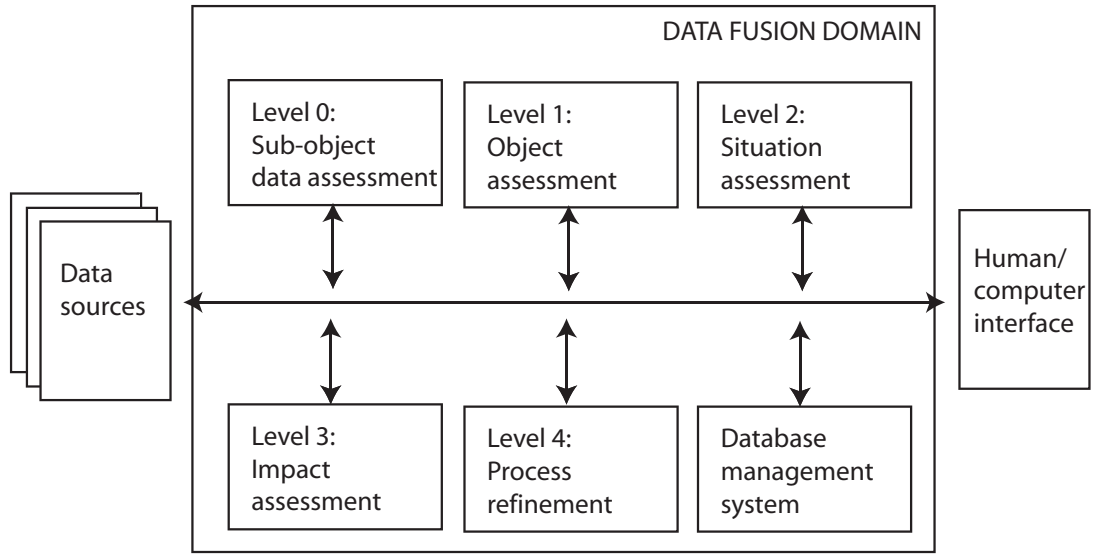 DATA FUSION DOMAIN
Level 0:
Sub-object
data assessment
Level 1:
Object
assessment
Level 2:
Situation
assessment
Data
sources
Human/
computer
interface
Level 3:
Impact
assessment
Level 4:
Process
refinement
Database
management
system